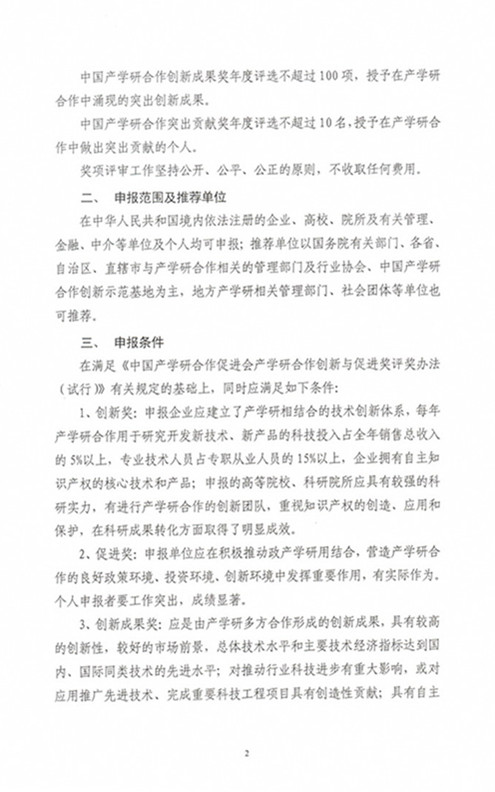 中国产学研合作创新成果奖年度评选不超过100项，授予在产学研
合作中涌现的突出创新成果。
中国产学研合作突出贡献奖年度评选不超过10名，授予在产学研合
作中做出突出贡献的个人。
奖项评审工作坚持公开、公平、公正的原则，不收取任何费用。
二、申报范围及推荐单位
在中华人民共和国境内依法注册的企业、高校、院所及有关管理、
金融、中介等单位及个人均可申报；推荐单位以国务院有关部门、各省、
自治区、直辖市与产学研合作相关的管理部门及行业协会、中国产学研
合作创新示范基地为主，地方产学研相关管理部门、社会团体等单位也
可推荐。
三、申报条件
在满足《中国产学研合作促进会产学研合作创新与促进奖评奖办法
（试行）》有关规定的基础上，同时应满足如下条件：
1、创新奖：申报企业应建立了产学研相结合的技术创新体系，每年
产学研合作用于研究开发新技术、新产品的科技投入占全年销售总收入
的5%以上，专业技术人员占专职从业人员的15%以上，企业拥有自主知
识产权的核心技术和产品；申报的高等院校、科研院所应具有较强的科
研实力，有进行产学研合作的创新团队，重视知识产权的创造、应用和
保护，在科研成果转化方面取得了明显成效。
2、促进奖：申报单位应在积极推动政产学研用结合，营造产学研合
作的良好政策环境、投资环境、创新环境中发挥重要作用，有实际作为。
个人申报者要工作突出，成绩显著。
3、创新成果奖：应是由产学研多方合作形成的创新成果，具有较高
的创新性，较好的市场前景，总体技术水平和主要技术经济指标达到国
内、国际同类技术的先进水平；对推动行业科技进步有重大影响，或对
应用推广先进技术、完成重要科技工程项目具有创造性贡献；具有自主
2